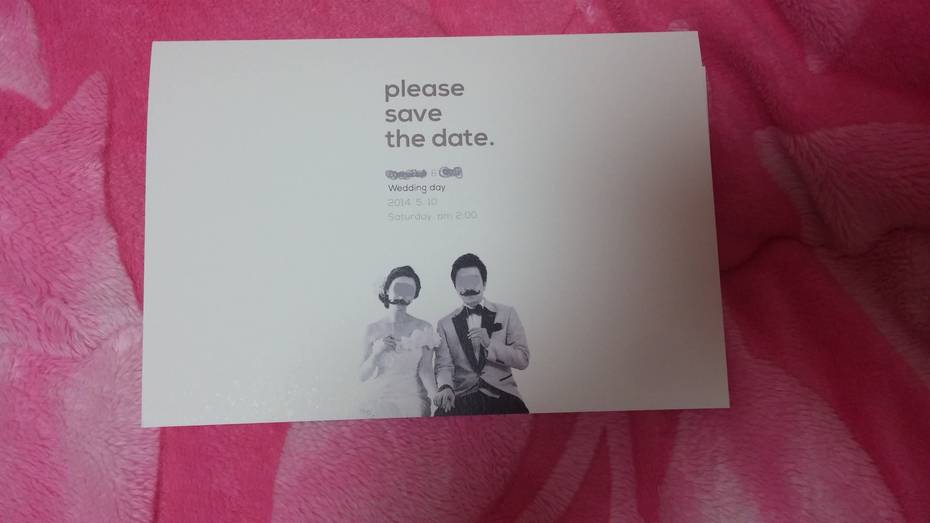 please
save
the date.
&
Wedding day
2014. 5. 10
Saturday. pm 2:00